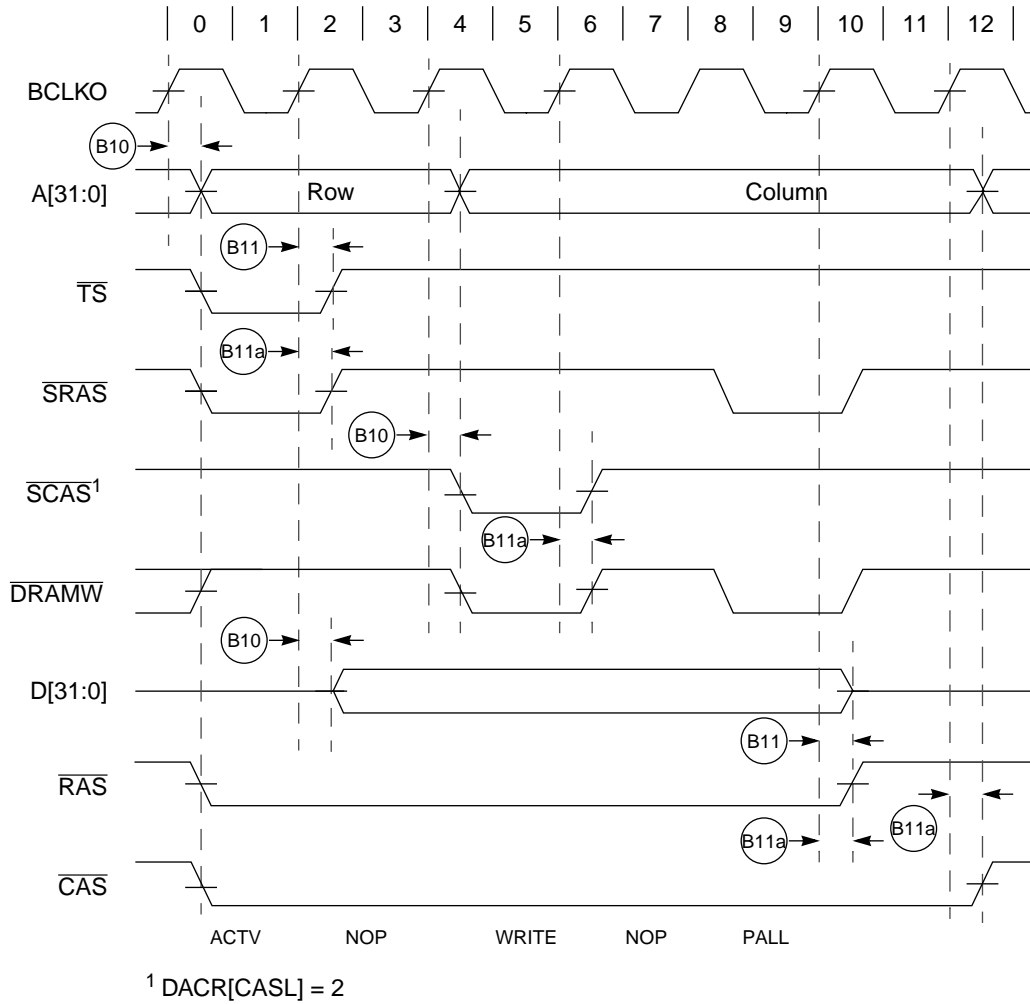 0 1 2 3 4 5 6 7 8 9 10 11 12
BCLKO
B10
A[31:0] Row Column
B11
TS
B11a
SRAS
B10
SCAS1
B11a
DRAMW
B10
D[31:0]
B11
RAS
B11a B11a
CAS
ACTV NOP WRITE NOP PALL
1 DACR[CASL] = 2